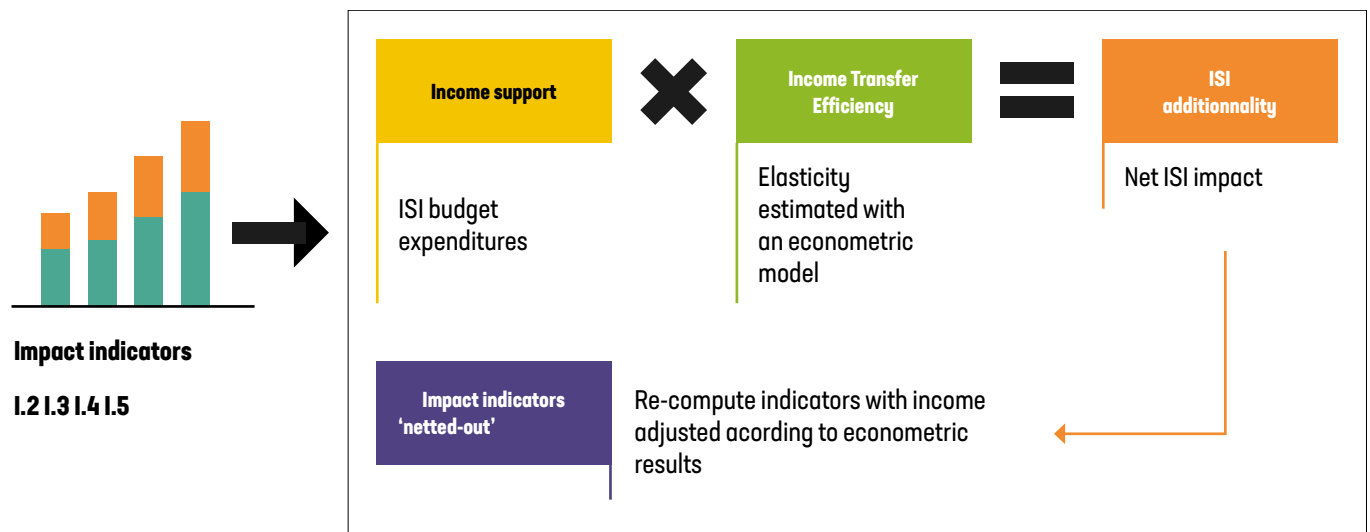 Income support
Income Transfer
Efficiency
ISI
additionnality
ISI budget
expenditures
Elasticity
estimated with
an econometric
model
Net ISI impact
Impact indicators
I.2 I.3 I.4 I.5
Impact indicators
‘netted-out’
Re-compute indicators with income
adjusted acording to econometric
results